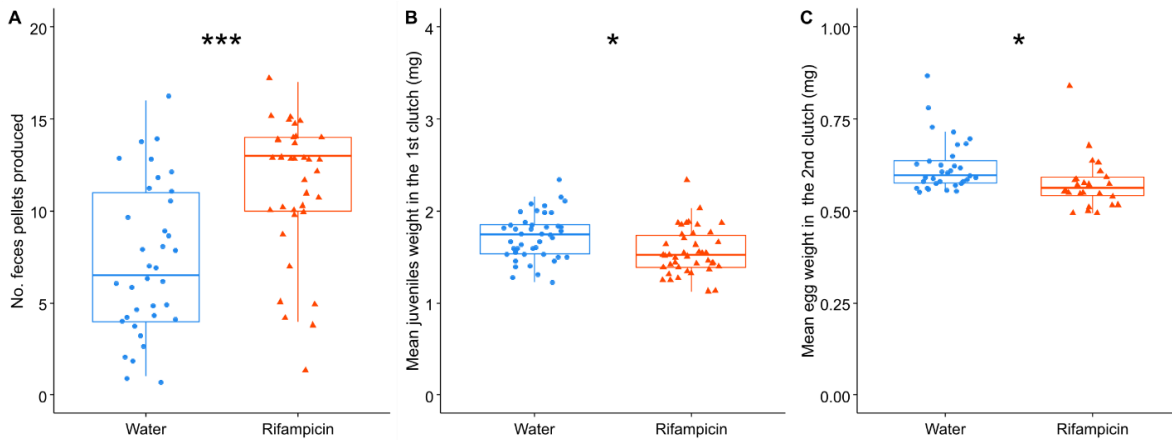 A
No. feces pellets produced
20
15
10
5
0
***
Water
Rifampicin
B
Mean juveniles weight in the 1st clutch (mg)
4
3
2
1
0
*
Water
Rifampicin
C
Mean egg weight in the 2nd clutch (mg)
1.00
0.75
0.50
0.25
0.00
*
Water
Rifampicin